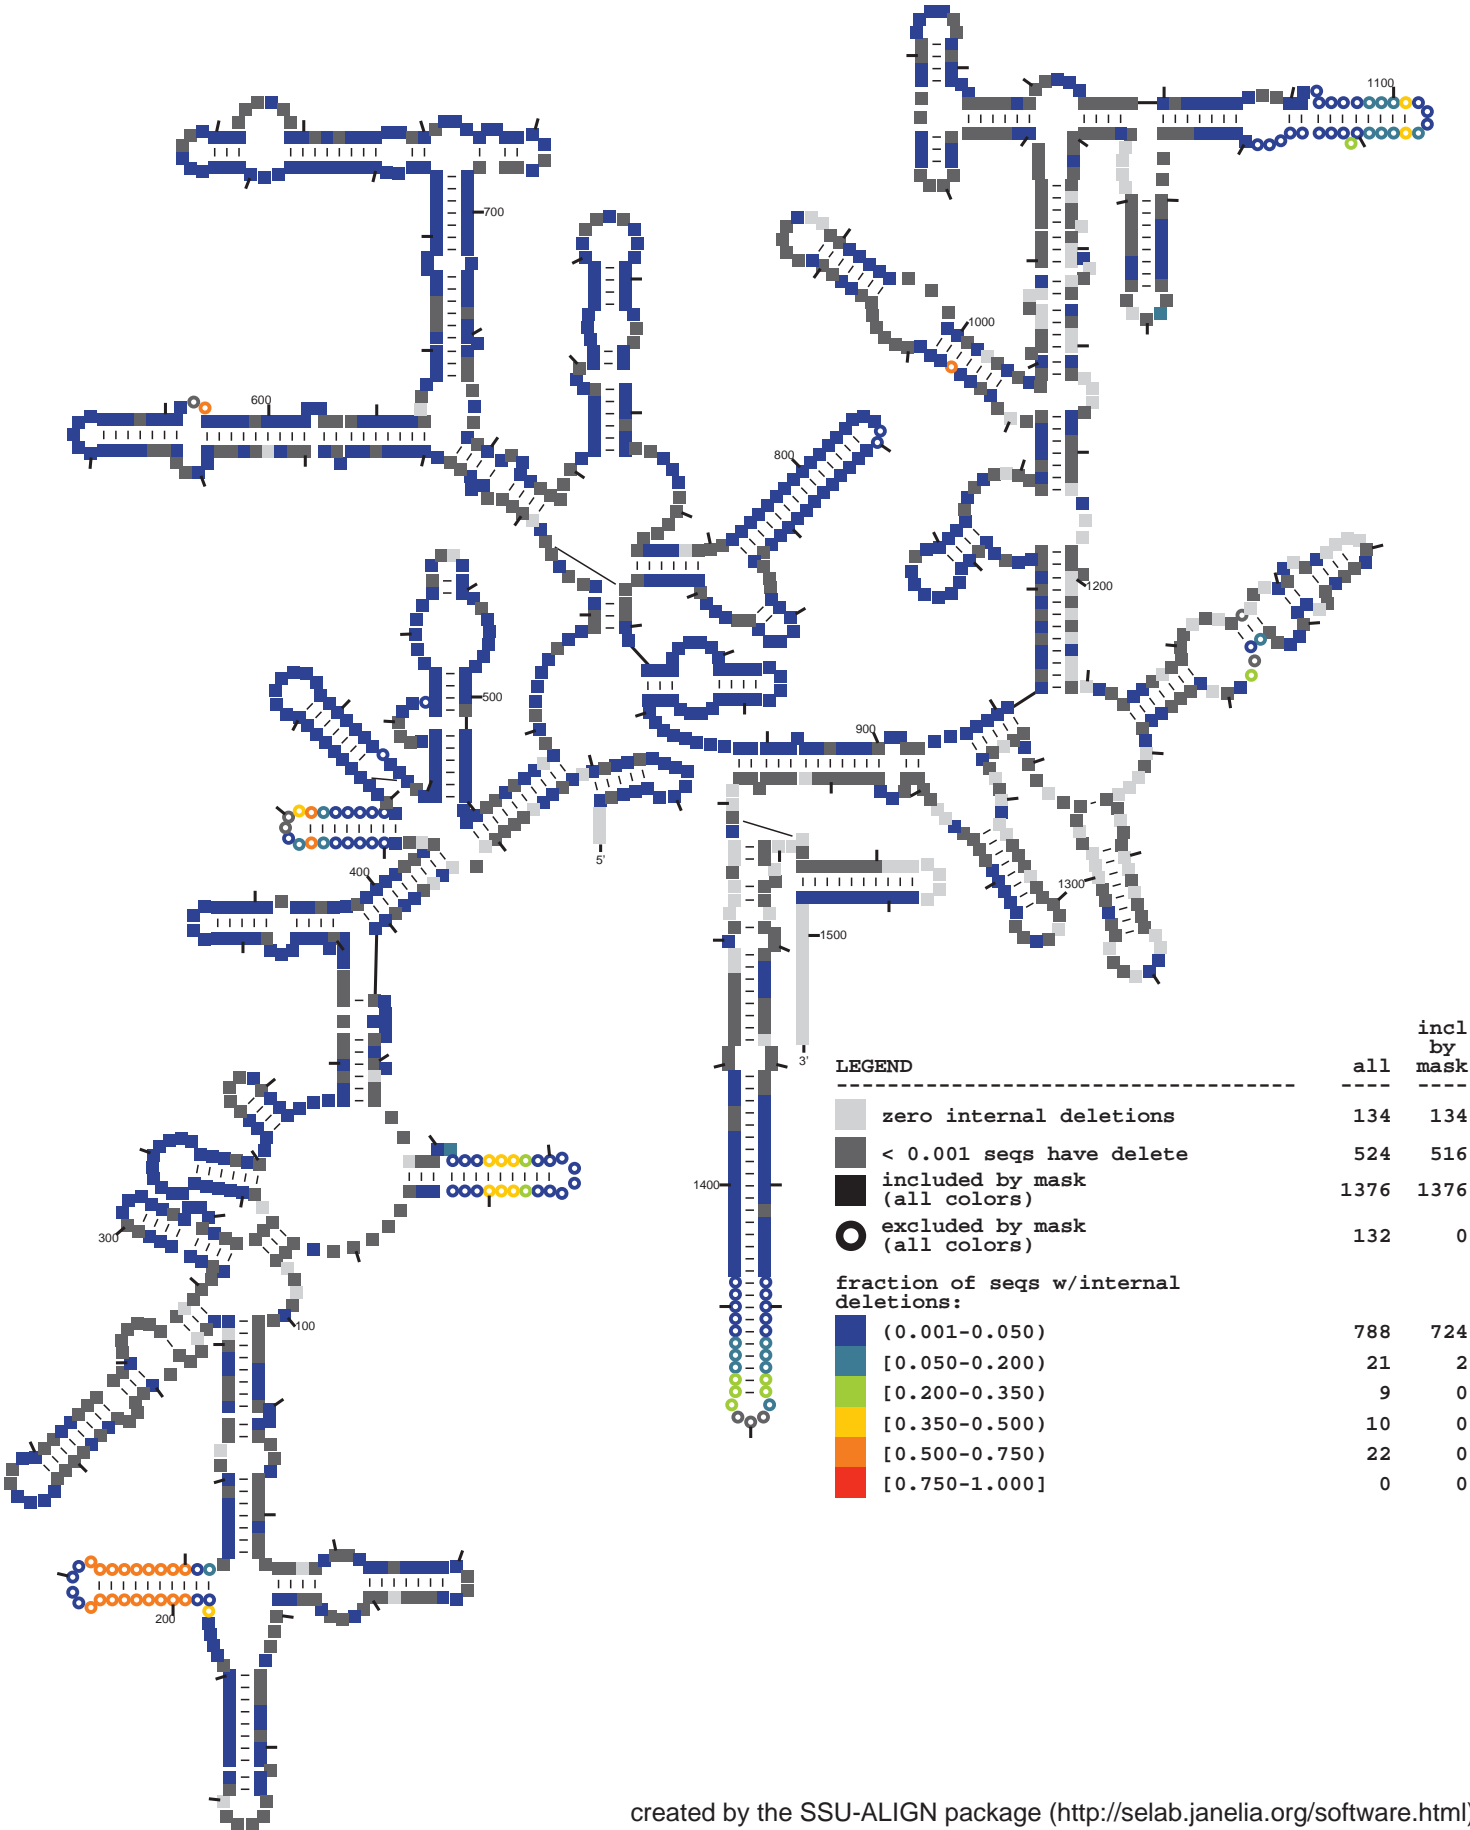 1100
700
1000
600
800
1200
500
900
5'
400
1300
1500
3'
incl
by
LEGEND all mask
zero internal deletions 134 134
< 0.001 seqs have delete 524 516
included by mask
(all colors) 1376 1376
1400
excluded by mask
(all colors) 132 0
300
fraction of seqs w/internal
deletions:
100
(0.001-0.050) 788 724
[0.050-0.200) 21 2
[0.200-0.350) 9 0
[0.350-0.500) 10 0
[0.500-0.750) 22 0
[0.750-1.000] 0 0
200
created by the SSU-ALIGN package (http://selab.janelia.org/software.html)